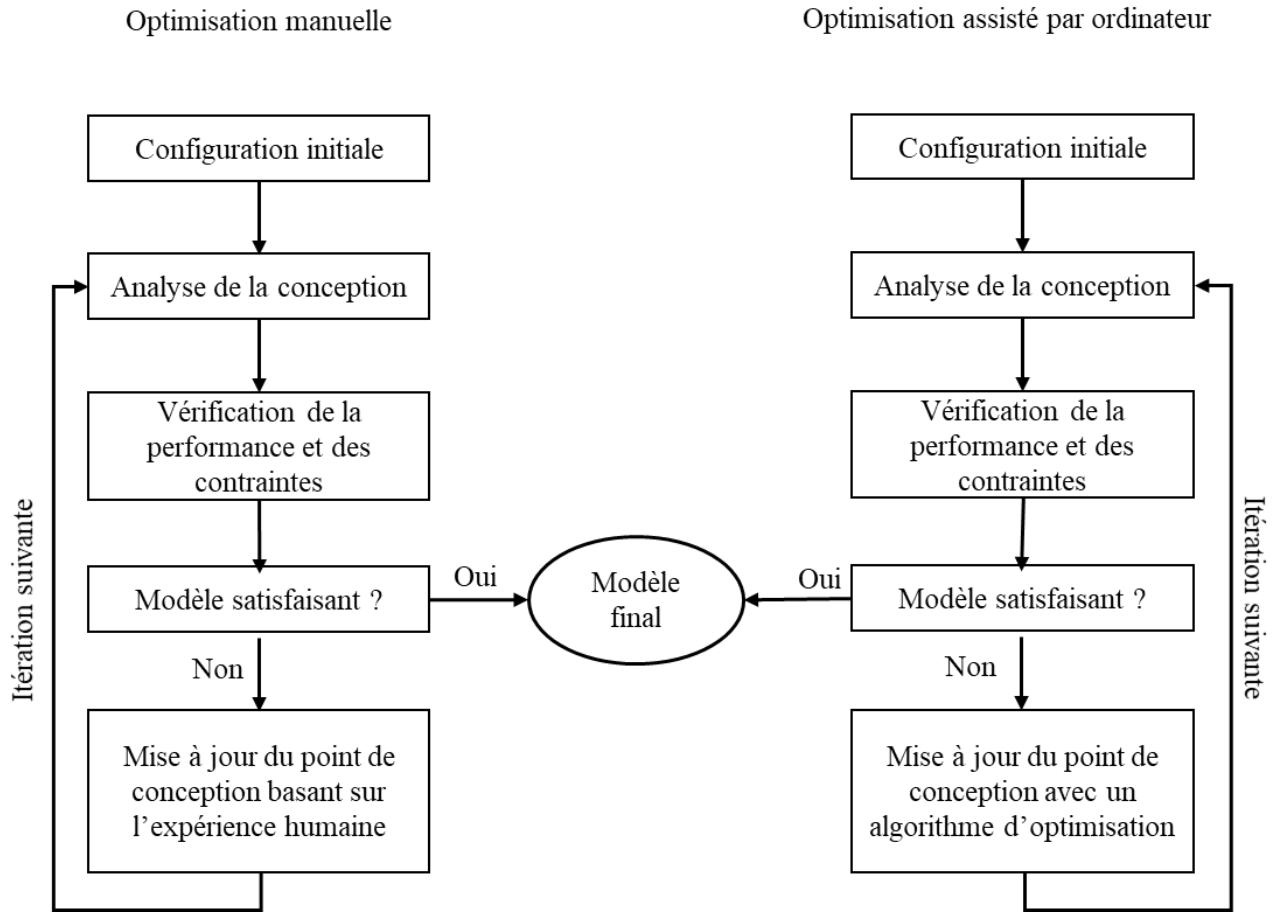 Optimisation manuelle
Configuration initiale
Analyse de la conception
Vérification de la
performance et des
contraintes
Modèle satisfaisant ?
Oui
Non
Mise à jour du point de
conception basant sur
l’expérience humaine
Itération suivante
Modèle
final
Optimisation assisté par ordinateur
Configuration initiale
Analyse de la conception
Vérification de la
performance et des
contraintes
Modèle satisfaisant ?
Oui
Non
Mise à jour du point de
conception avec un
algorithme d’optimisation
Itération suivante